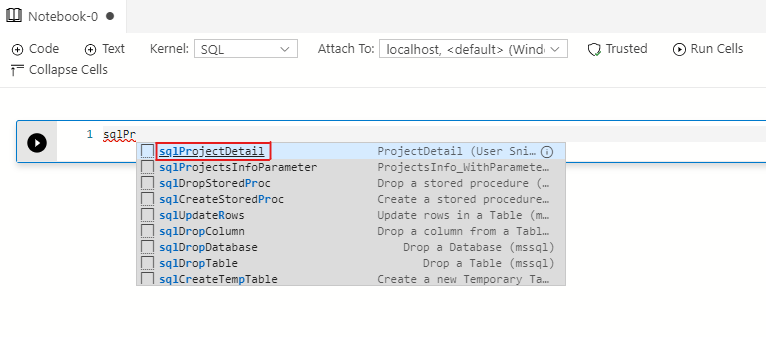 Notebook-0
Code Text Kernel: SQL Attach To: localhost, <default> (Wind Trusted Run Cells
Collapse Cells
1 sqlPr
sqlProjectDetail ProjectDetail (User Sni…
sqlProjectsInfoParameter ProjectsInfo_WithParamete…
sqlDropStoredProc Drop a stored procedure (…
sqlCreateStoredProc Create a stored procedure…
sqlUpdateRows Update rows in a Table (m…
sqlDropColumn Drop a column from a Tabl…
sqlDropDatabase Drop a Database (mssql)
sqlDropTable Drop a Table (mssql)
sqlCreateTempTable Create a new Temporary Ta…